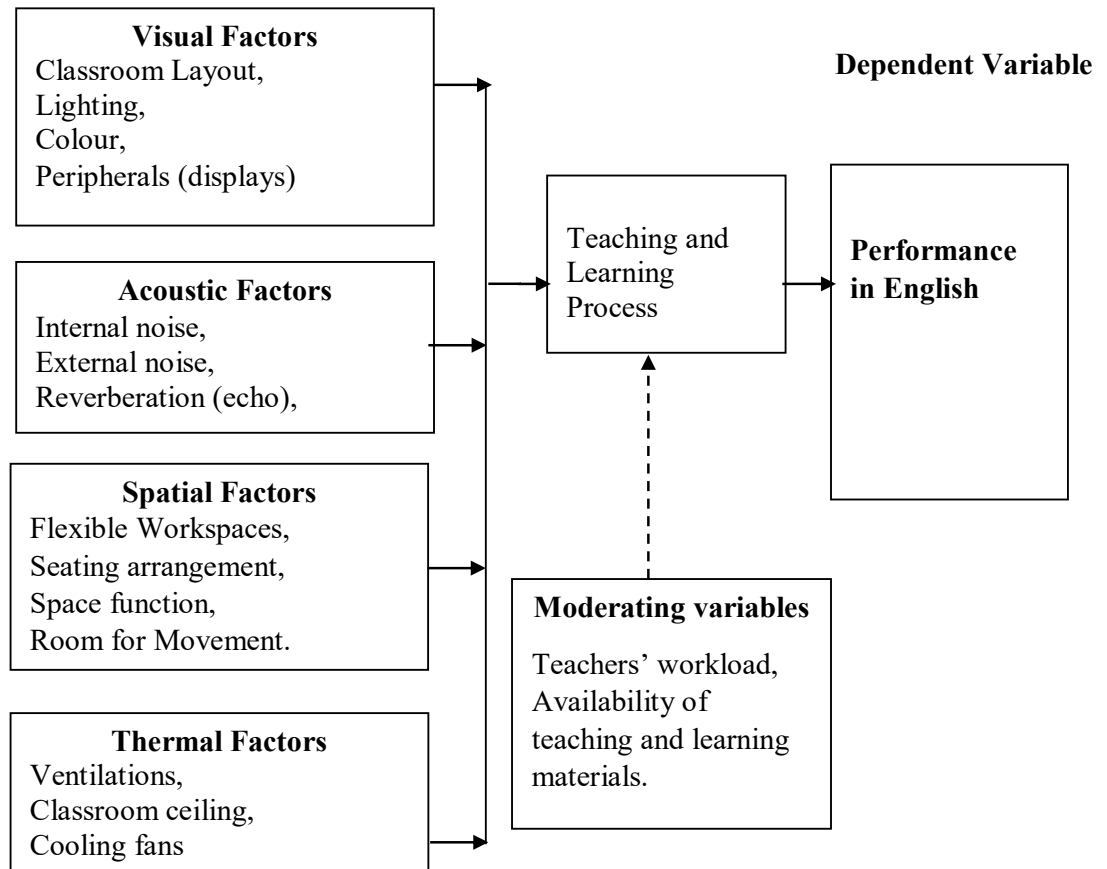 Visual Factors
Classroom Layout,
Lighting,
Colour,
Peripherals (displays)
Acoustic Factors
Internal noise,
External noise,
Reverberation (echo),
Spatial Factors
Flexible Workspaces,
Seating arrangement,
Space function,
Room for Movement.
Thermal Factors
Ventilations,
Classroom ceiling,
Cooling fans
Teaching and
Learning
Process
Moderating variables
Teachers’ workload,
Availability of
teaching and learning
materials.
Dependent Variable
Performance
in English